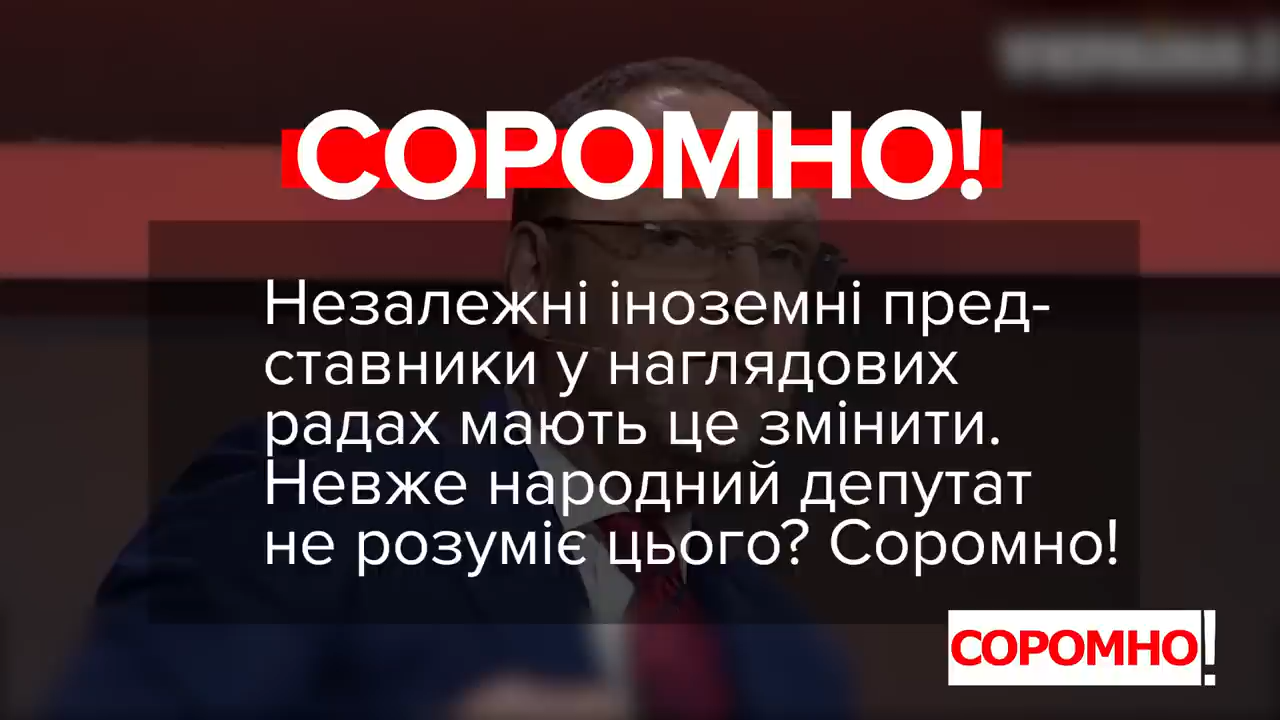 СОРОМНО!
Незалежні іноземні пред-
ставники у наглядових
радах мають це змінити.
Невже народний депутат
не розуміє цього? Соромно!
СОРОМНО!